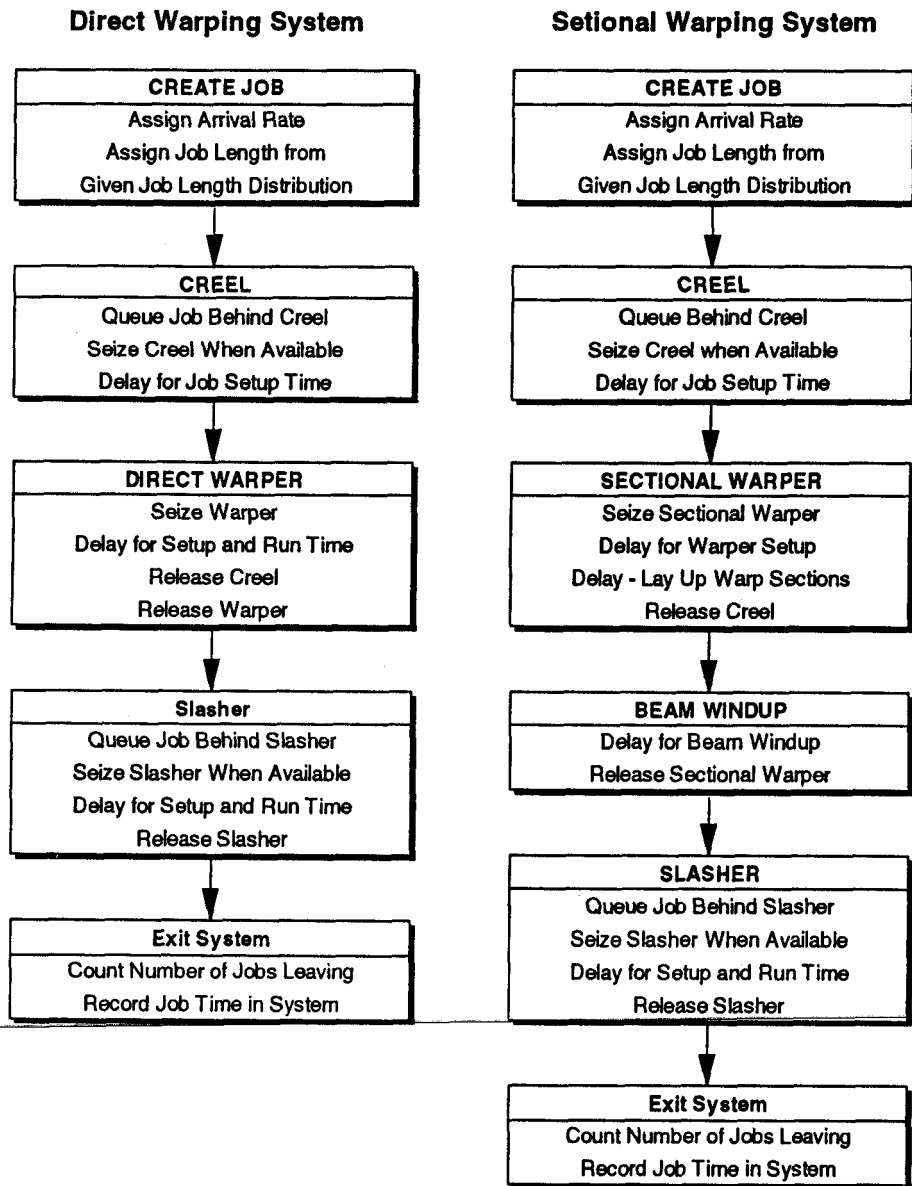 Direct Warping System
CREATE JOB
Assign Arrival Rate
Assign Job Length from
Given Job Length Distribution
CREEL
Queue Job Behind Creel
Seize Creel When Available
Delay for Job Setup Time
DIRECT WARPER
Seize Warper
Delay for Setup and Run Time
Release Creel
Release Warper
Slasher
Queue Job Behind Slasher
Seize Slasher When Available
Delay for Setup and Run Time
Release Slasher
Exit System
Count Number of Jobs Leaving
Record Job Time in System
Setional Warping System
CREATE JOB
Assign Arrival Rate
Assign Job Length from
Given Job Length Distribution
CREEL
Queue Behind Creel
Seize Creel when Available
Delay for Job Setup Time
SECTIONAL WARPER
Seize Sectional Warper
Delay for Warper Setup
Delay - Lay Up Warp Sections
Release Creel
BEAM WINDUP
Delay for Beam Windup
Release Sectional Warper
SLASHER
Queue Job Behind Slasher
Seize Slasher When Available
Delay for Setup and Run Time
Release Slasher
Exit System
Count Number of Jobs Leaving
Record Job Time in System